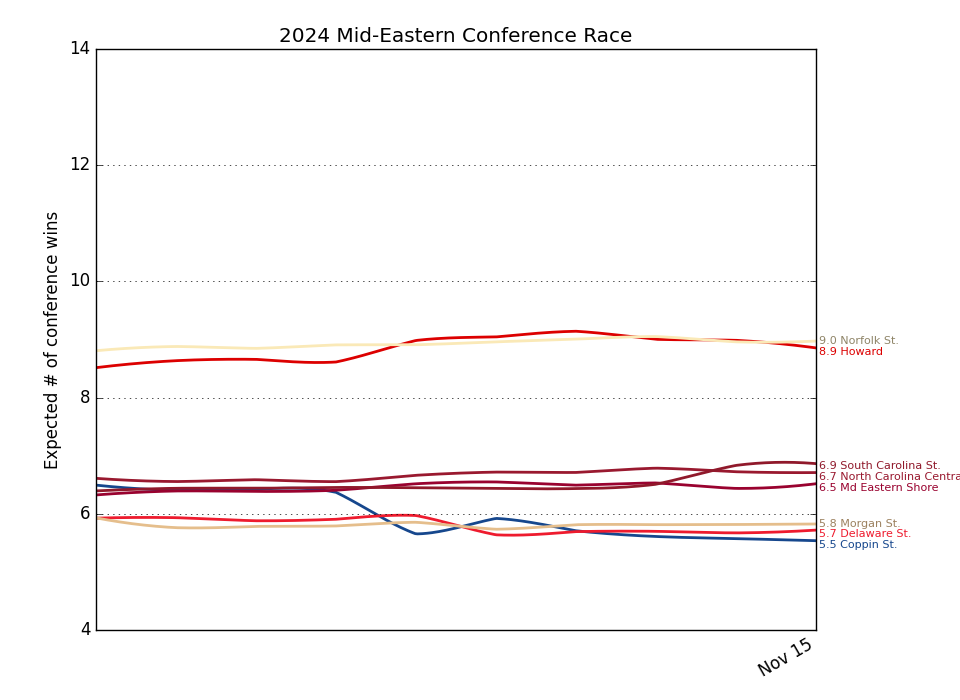 2024 Mid-Eastern Conference Race
14
12
10
8
6
4
Expected # of conference wins
9.0 Norfolk St.
8.9 Howard
6.9 South Carolina St.
6.7 North Carolina Centra
6.5 Md Eastern Shore
5.8 Morgan St.
5.7 Delaware St.
5.5 Coppin St.
Nov 15